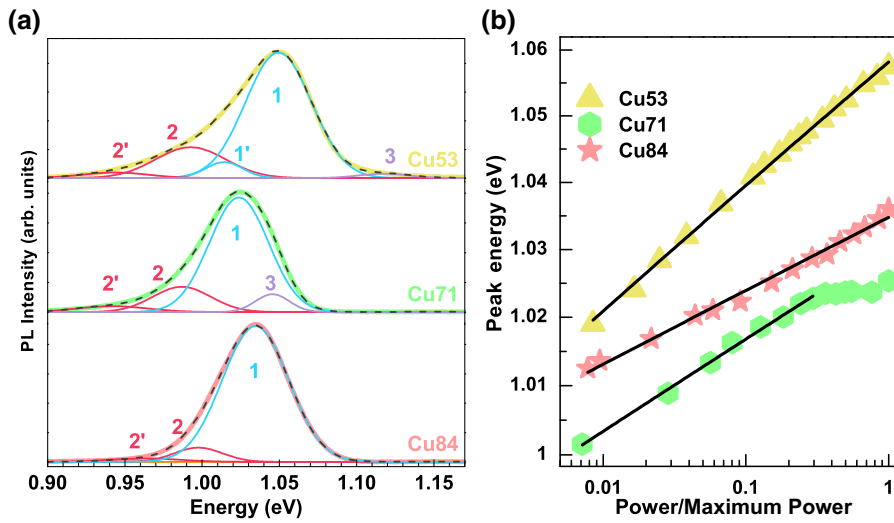 (a)
PL Intensity (arb. units)
1
2
2'
1'
3
Cu53
1
2
2'
3
Cu71
1
2
2'
Cu84
0.90 0.95 1.00 1.05 1.10 1.15
Energy (eV)
(b)
Peak energy (eV)
1.06
1.05
1.04
1.03
1.02
1.01
1
Cu53
Cu71
Cu84
0.01 0.1 1
Power/Maximum Power